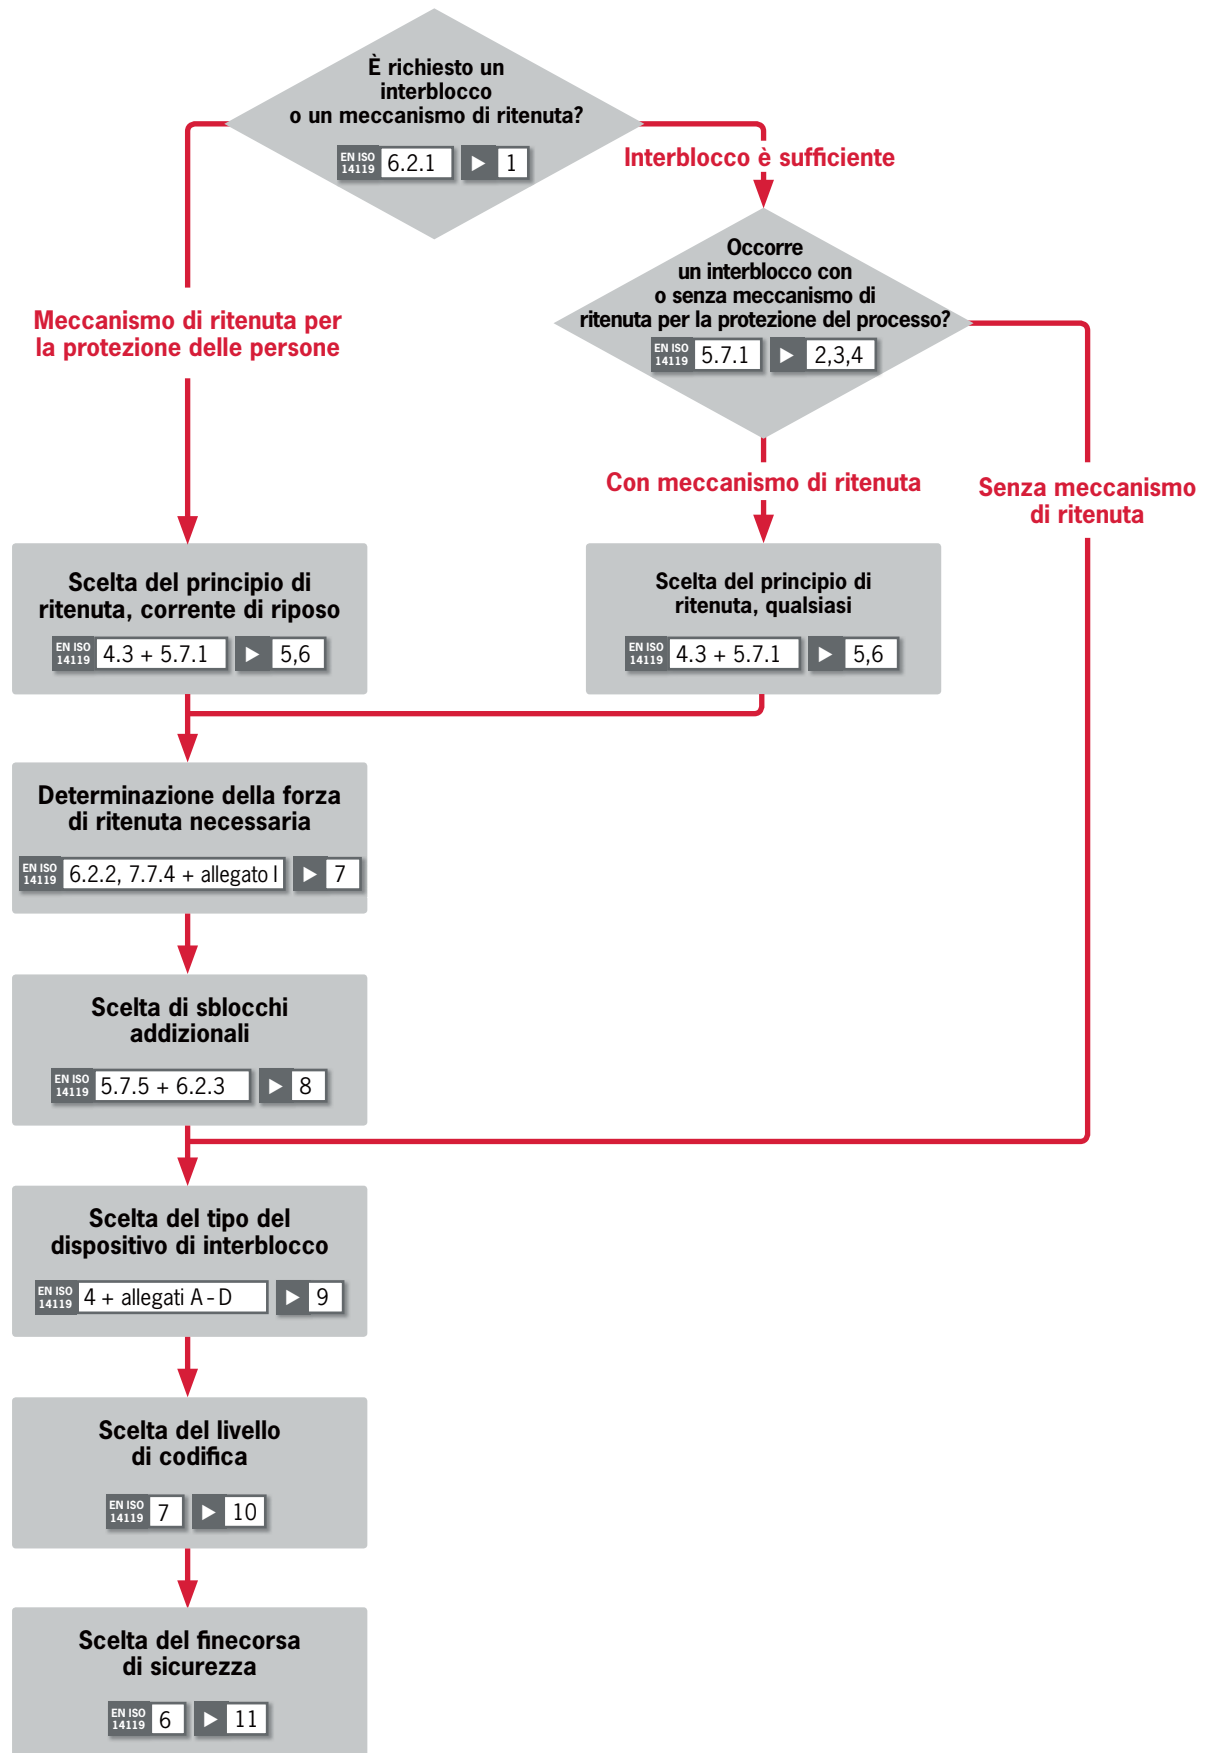 È richiesto un
interblocco
o un meccanismo di ritenuta?
EN ISO
14119
6.2.1
1
Interblocco è sufficiente
Occorre
un interblocco con
o senza meccanismo di
ritenuta per la protezione del processo?
EN ISO
14119
5.7.1
2,3,4
Meccanismo di ritenuta per
la protezione delle persone
Con meccanismo di ritenuta
Senza meccanismo
di ritenuta
Scelta del principio di
ritenuta, corrente di riposo
EN ISO
14119
4.3 + 5.7.1
5,6
Scelta del principio di
ritenuta, qualsiasi
EN ISO
14119
4.3 + 5.7.1
5,6
Determinazione della forza
di ritenuta necessaria
EN ISO
14119
6.2.2, 7.7.4 + allegato I
7
Scelta di sblocchi
addizionali
EN ISO
14119
5.7.5 + 6.2.3
8
Scelta del tipo del
dispositivo di interblocco
EN ISO
14119
4 + allegati A - D
9
Scelta del livello
di codifica
EN ISO
14119
7
10
Scelta del finecorsa
di sicurezza
EN ISO
14119
6
11